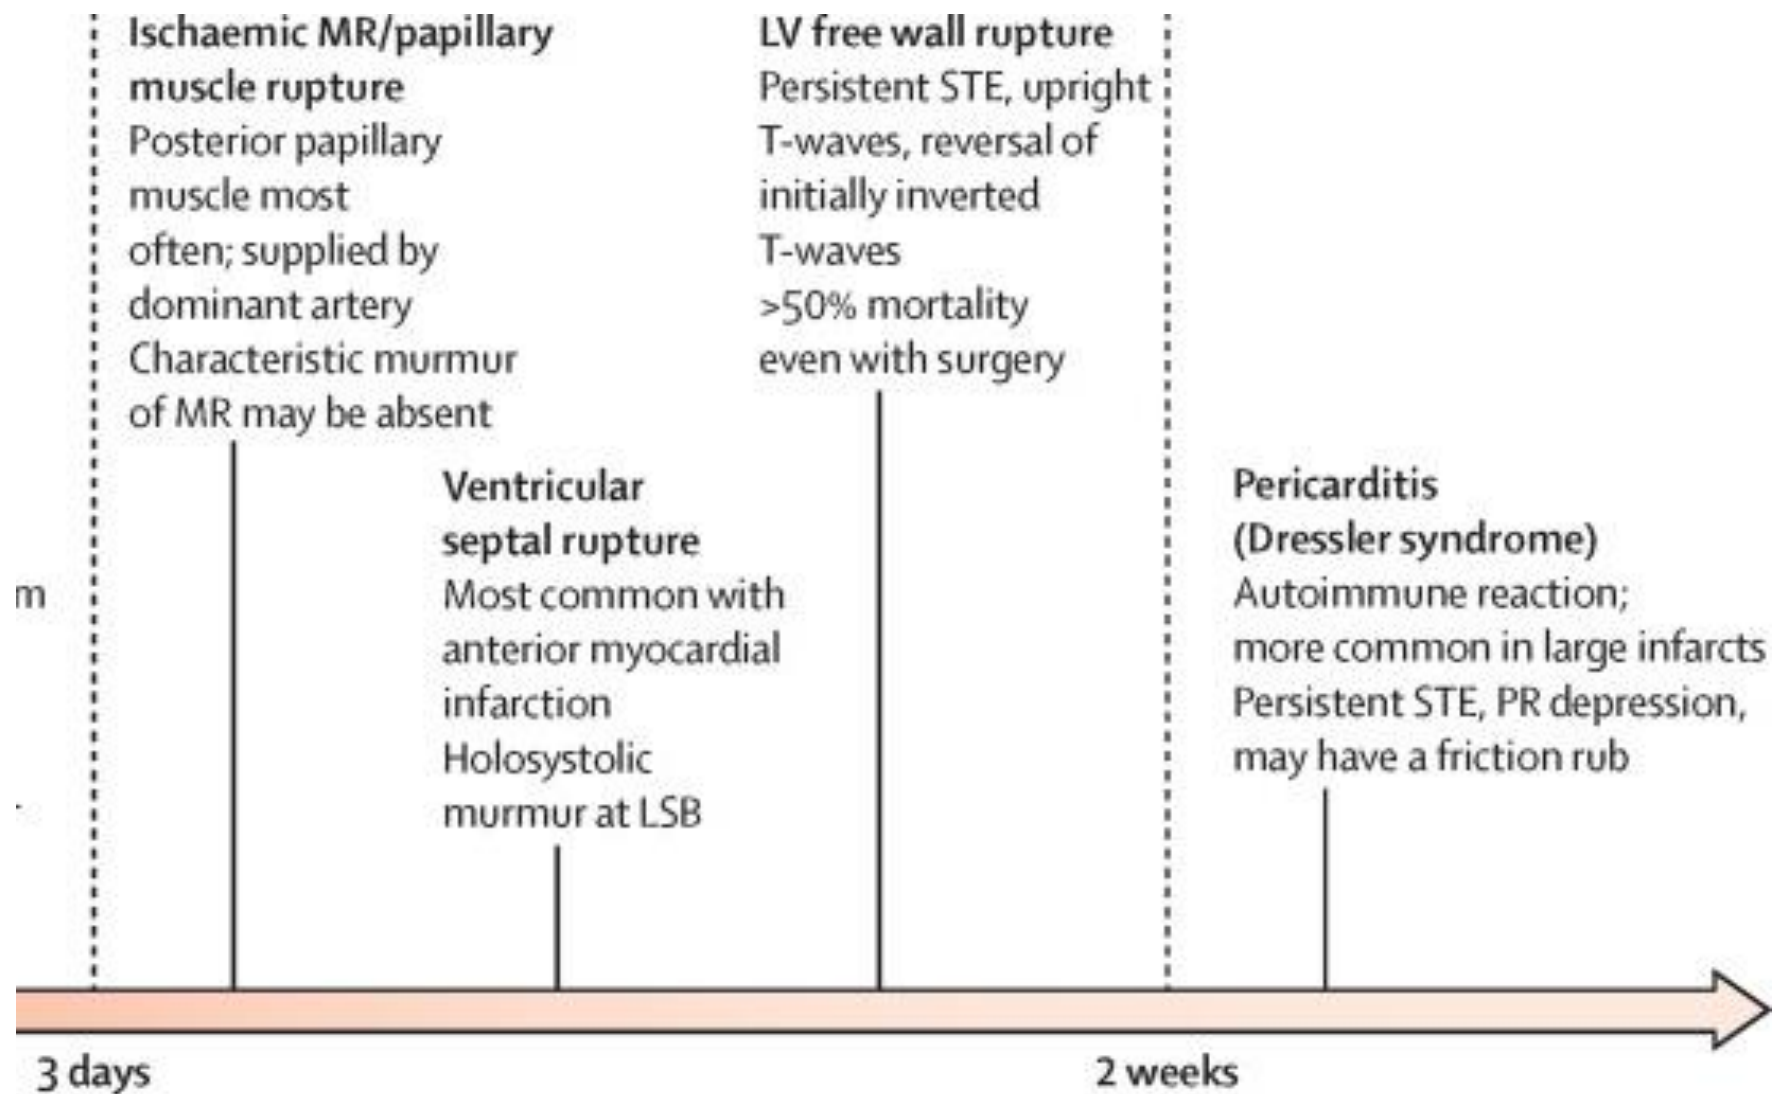 Ischaemic MR/papillary
muscle rupture
Posterior papillary
muscle most
often; supplied by
dominant artery
Characteristic murmur
of MR may be absent
Ventricular
septal rupture
Most common with
anterior myocardial
infarction
Holosystolic
murmur at LSB
LV free wall rupture
Persistent STE, upright
T-waves, reversal of
initially inverted
T-waves
>50% mortality
even with surgery
Pericarditis
(Dressler syndrome)
Autoimmune reaction;
more common in large infarcts
Persistent STE, PR depression,
may have a friction rub
m
3 days
2 weeks